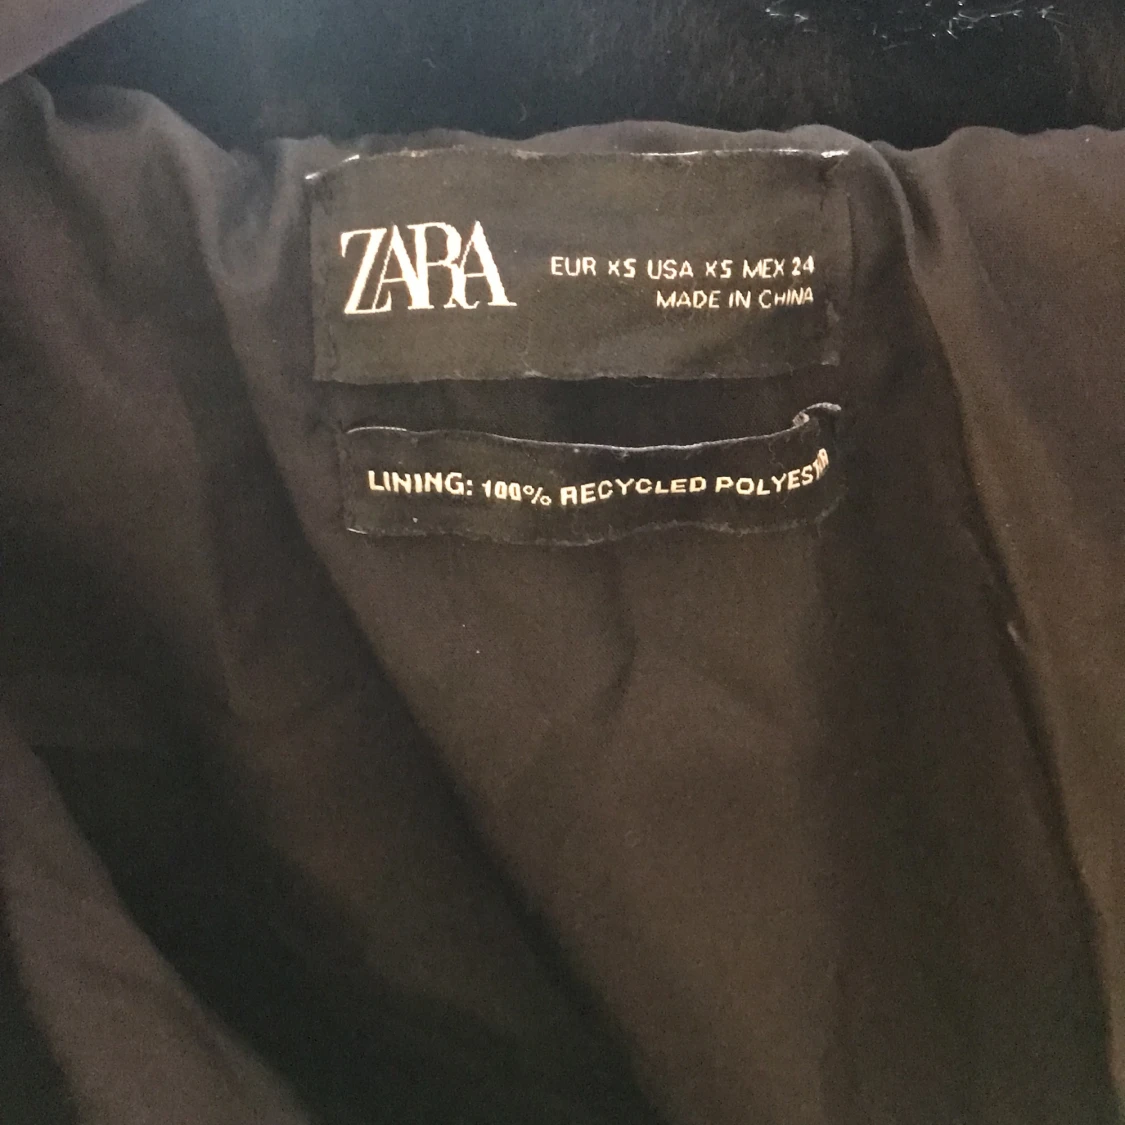 ZARA
EUR XS USA XS MEX 24
MADE IN CHINA
LINING: 100% RECYCLED POLYESTER